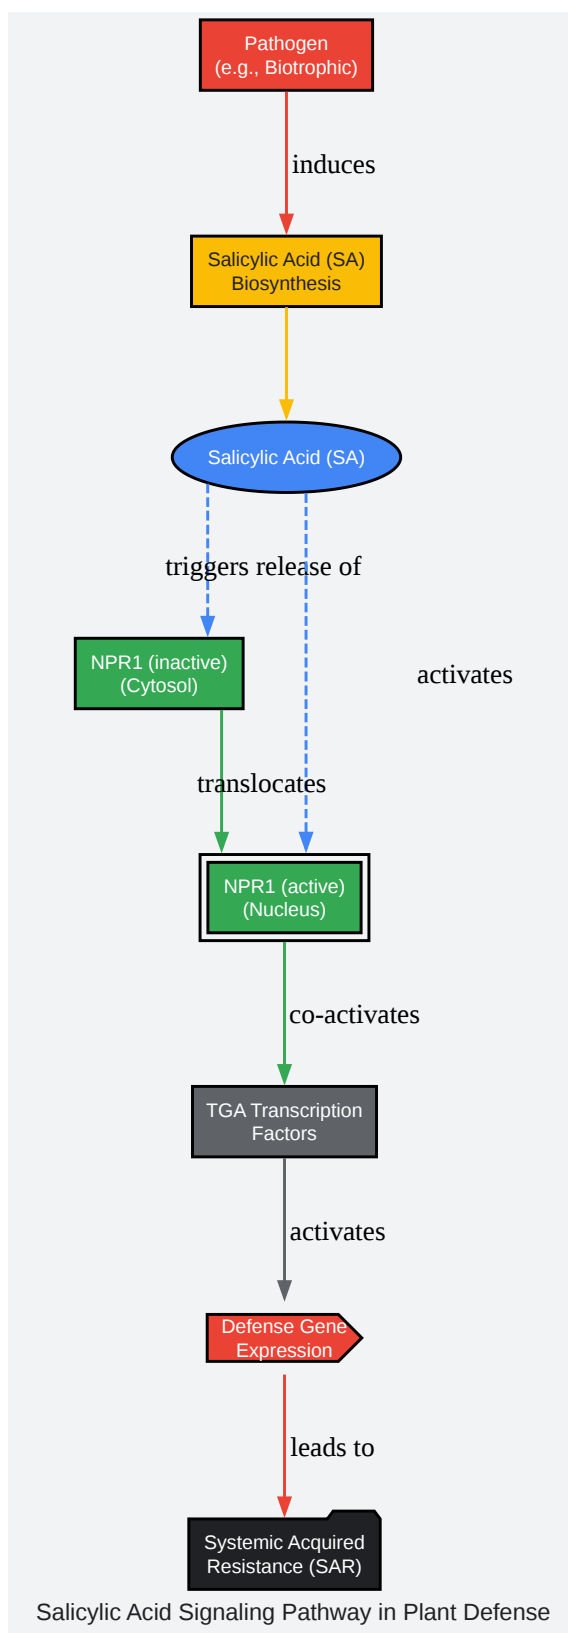 Pathogen
(e.g., Biotrophic)
induces
Salicylic Acid (SA)
Biosynthesis
Salicylic Acid (SA)
triggers release of
NPR1 (inactive)
(Cytosol)
activates
translocates
NPR1 (active)
(Nucleus)
co-activates
TGA Transcription
Factors
activates
Defense Gene
Expression
leads to
Systemic Acquired
Resistance (SAR)
Salicylic Acid Signaling Pathway in Plant Defense